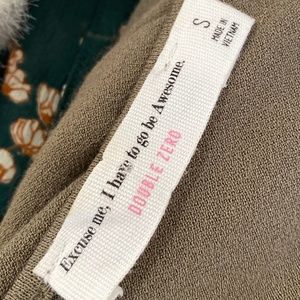 Excuse me, I have to go be Awesome.
DOUBLE ZERO
S
MADE IN
VIETNAM